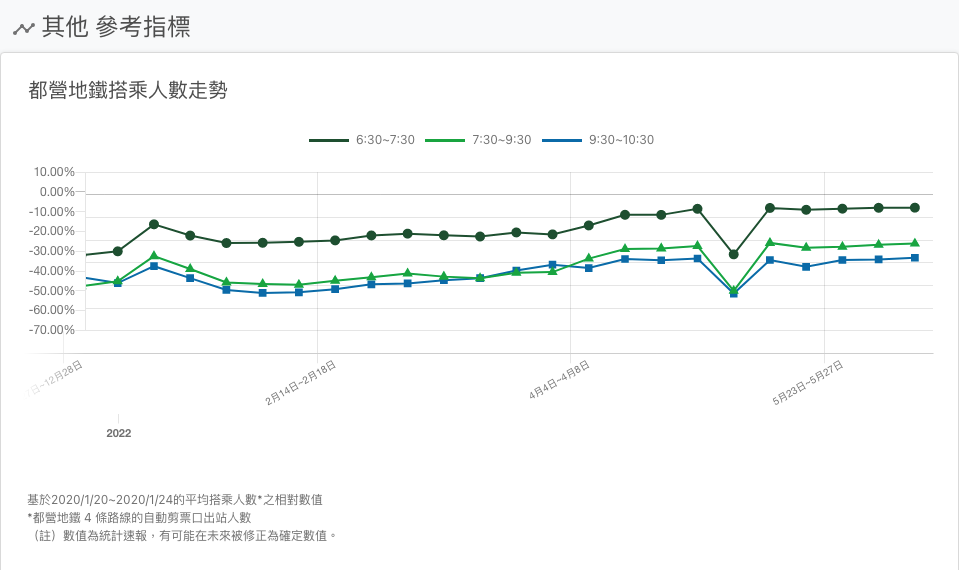 其他 參考指標
都營地鐵搭乘人數走勢
6:30~7:30 7:30~9:30 9:30~10:30
10.00%
0.00%
-10.00%
-20.00%
-30.00%
-40.00%
-50.00%
-60.00%
-70.00%
日~12月28日
2月14日~2月18日
4月4日~4月8日
5月23日~5月27日
2022
基於2020/1/20~2020/1/24的平均搭乘人數*之相對數值
*都營地鐵 4 條路線的自動剪票口出站人數
（註）數值為統計速報，有可能在未來被修正為確定數值。